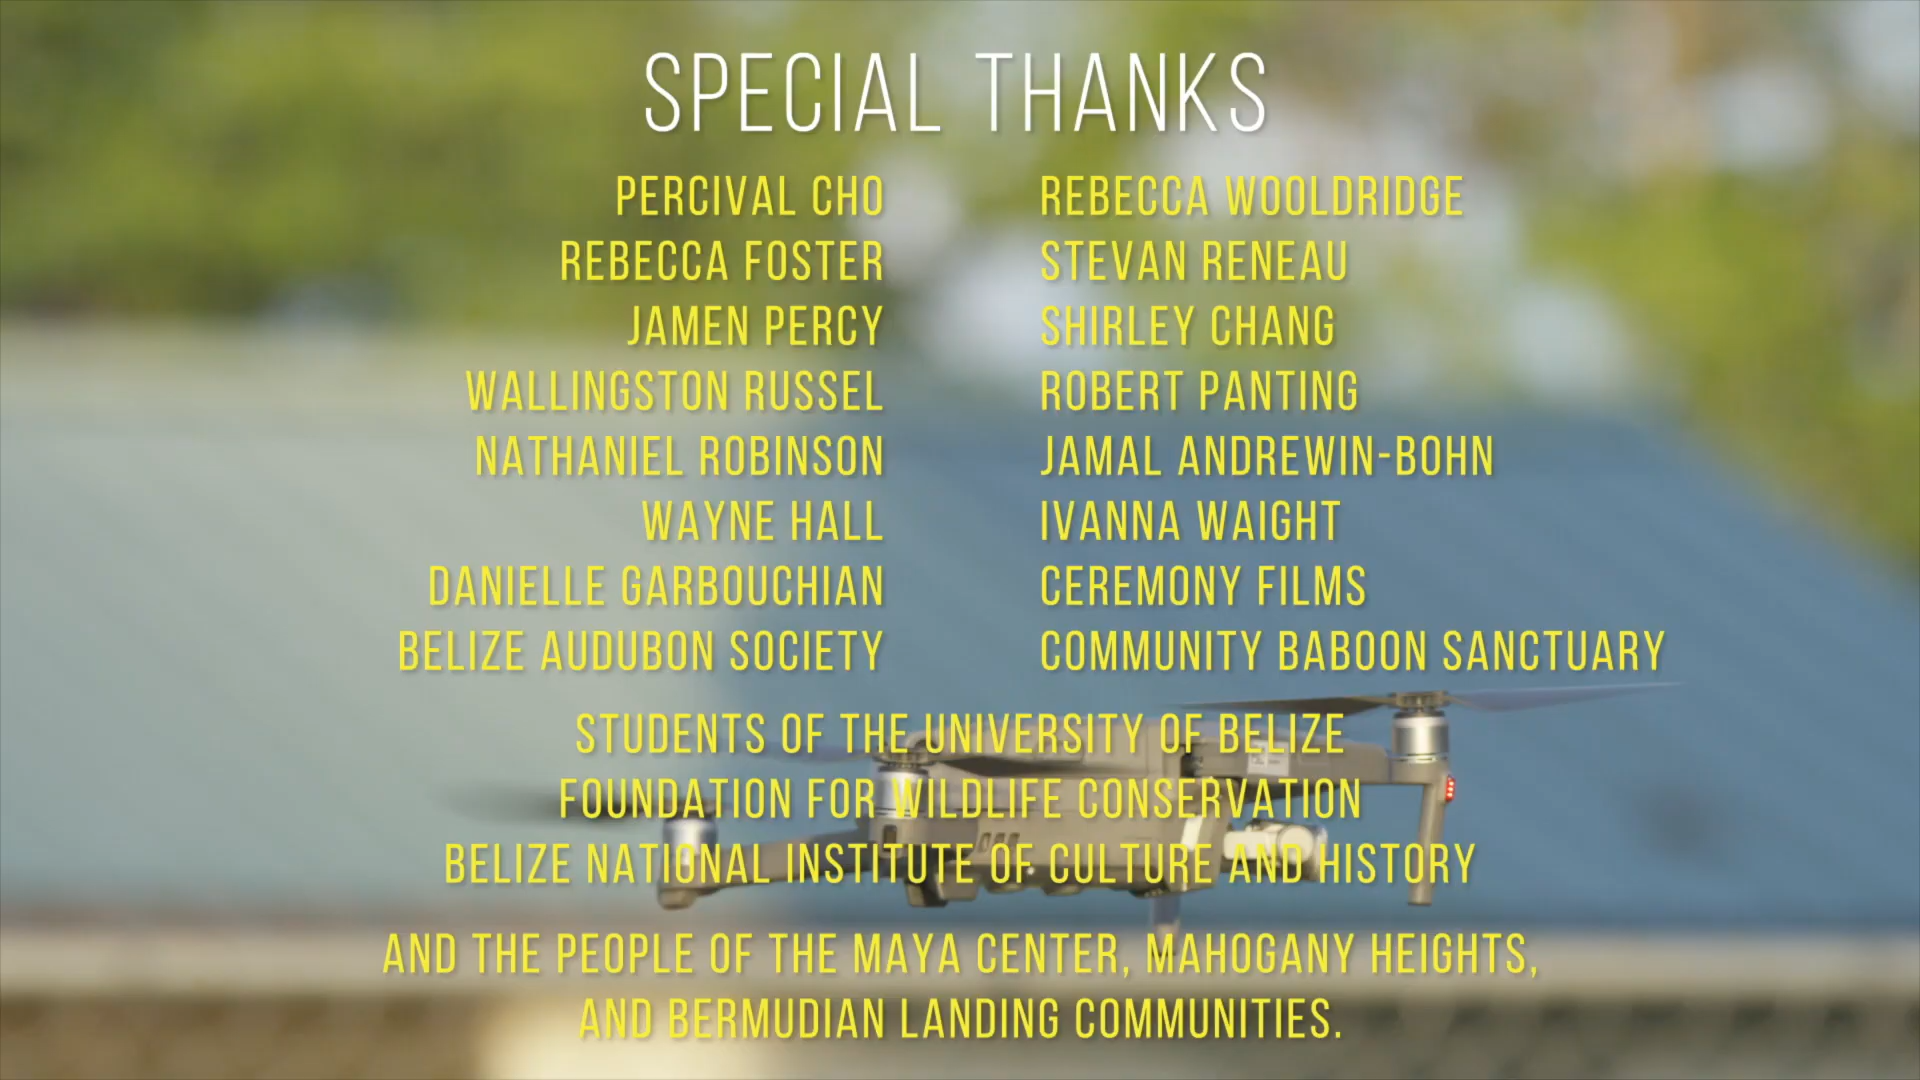 SPECIAL THANKS
PERCIVAL CHO
REBECCA FOSTER
JAMEN PERCY
WALLINGSTON RUSSEL
NATHANIEL ROBINSON
WAYNE HALL
DANIELLE GARBOUCHIAN
BELIZE AUDUBON SOCIETY
REBECCA WOOLDRIDGE
STEVAN RENEAU
SHIRLEY CHANG
ROBERT PANTING
JAMAL ANDREWIN-BOHN
IVANNA WAIGHT
CEREMONY FILMS
COMMUNITY BABOON SANCTUARY
STUDENTS OF THE UNIVERSITY OF BELIZE
FOUNDATION FOR WILDLIFE CONSERVATION
BELIZE NATIONAL INSTITUTE OF CULTURE AND HISTORY
AND THE PEOPLE OF THE MAYA CENTER, MAHOGANY HEIGHTS,
AND BERMUDIAN LANDING COMMUNITIES.